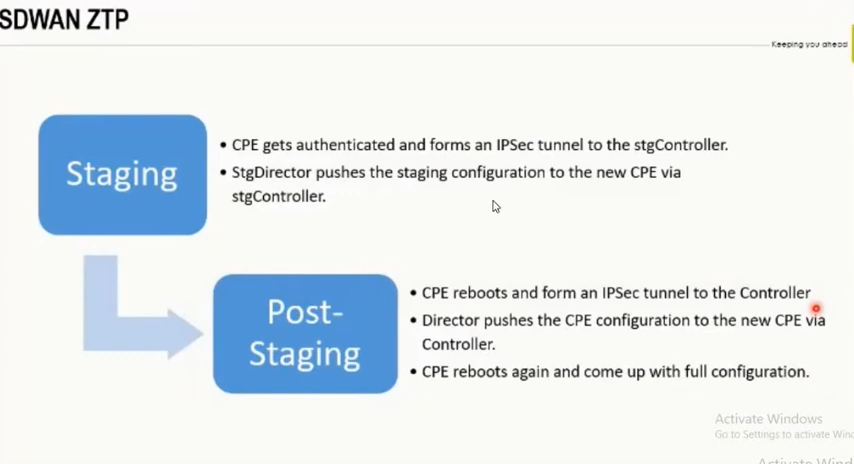 SDWAN ZTP
Keeping you ahead
Staging
• CPE gets authenticated and forms an IPSec tunnel to the stgController.
• StgDirector pushes the staging configuration to the new CPE via
stgController.
Post-
Staging
• CPE reboots and form an IPSec tunnel to the Controller
• Director pushes the CPE configuration to the new CPE via
Controller.
• CPE reboots again and come up with full configuration.
Activate Windows
Go to Settings to activate Wind
Activate Wind